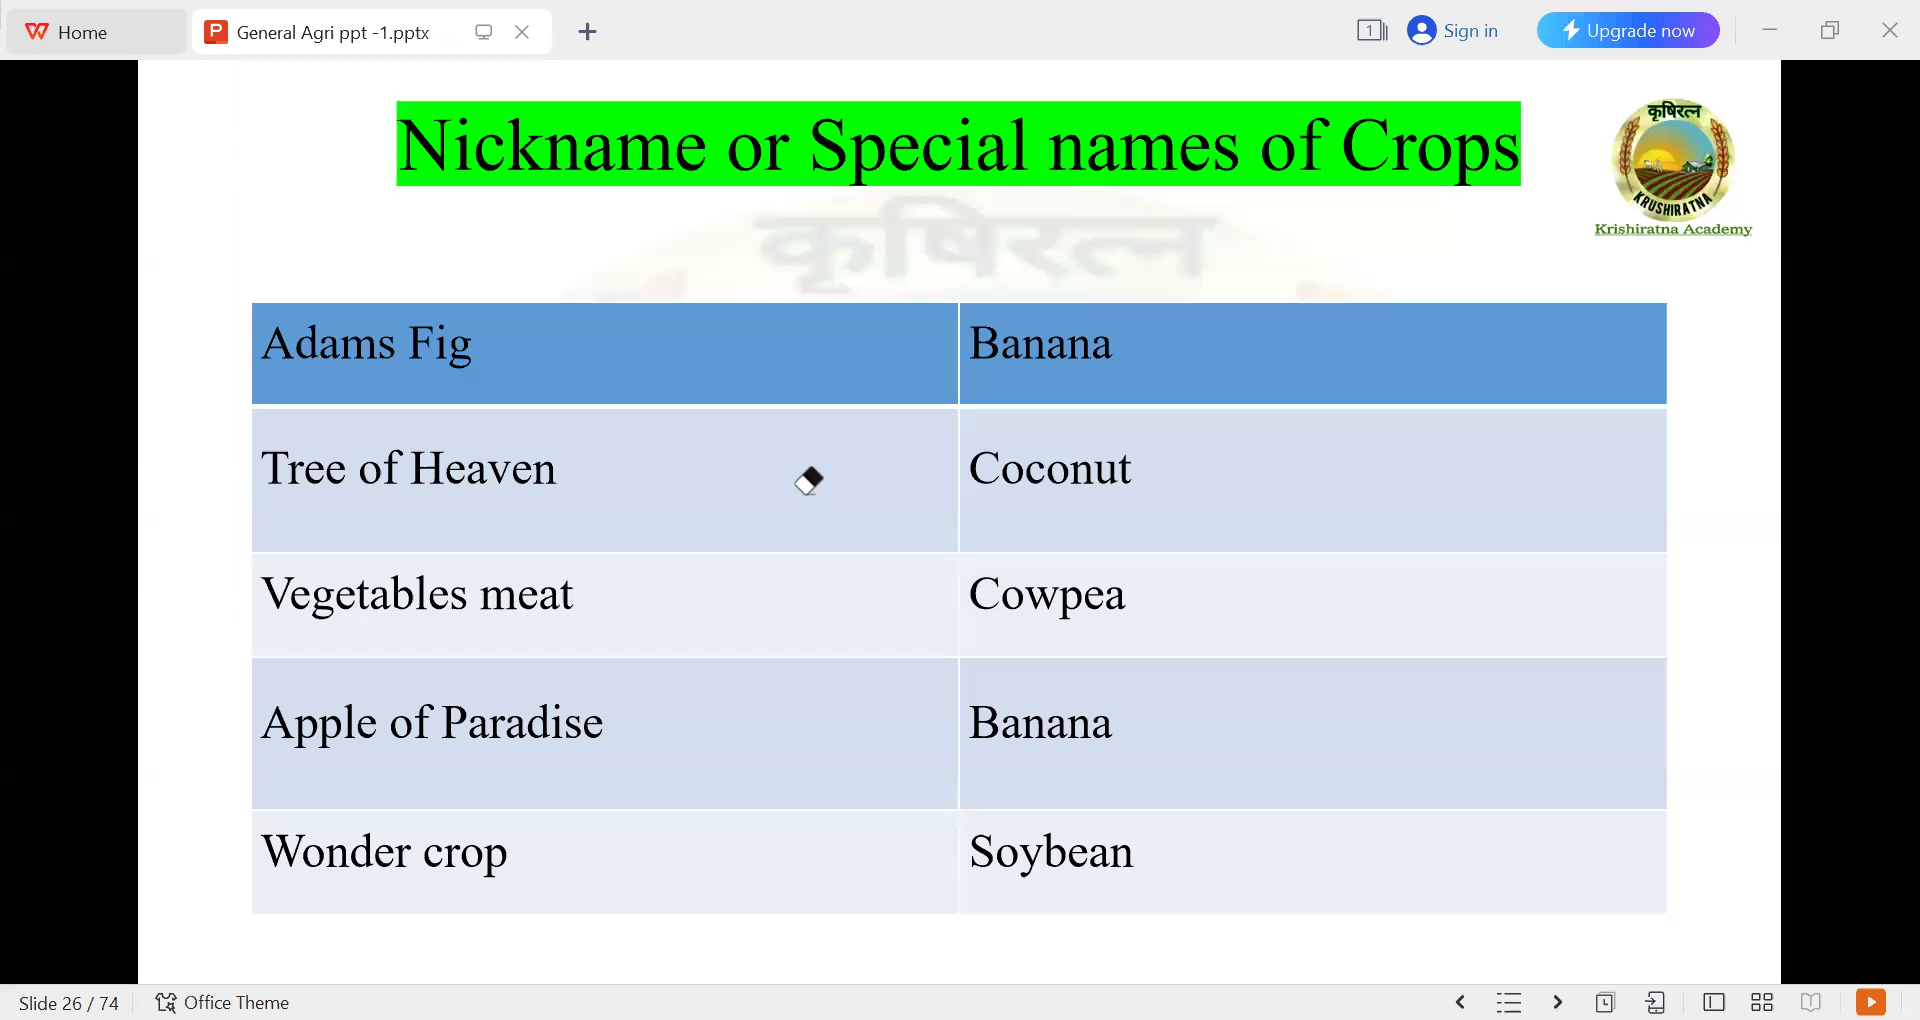 Home
General Agri ppt -1.pptx
1
Sign in
Upgrade now
Nickname or Special names of Crops
कृषिरत्न
KRUSHIRATNA
Krishiratna Academy
कृषिरत्न
Adams Fig
Banana
Tree of Heaven
Coconut
Vegetables meat
Cowpea
Apple of Paradise
Banana
Wonder crop
Soybean
Slide 26 / 74
Office Theme